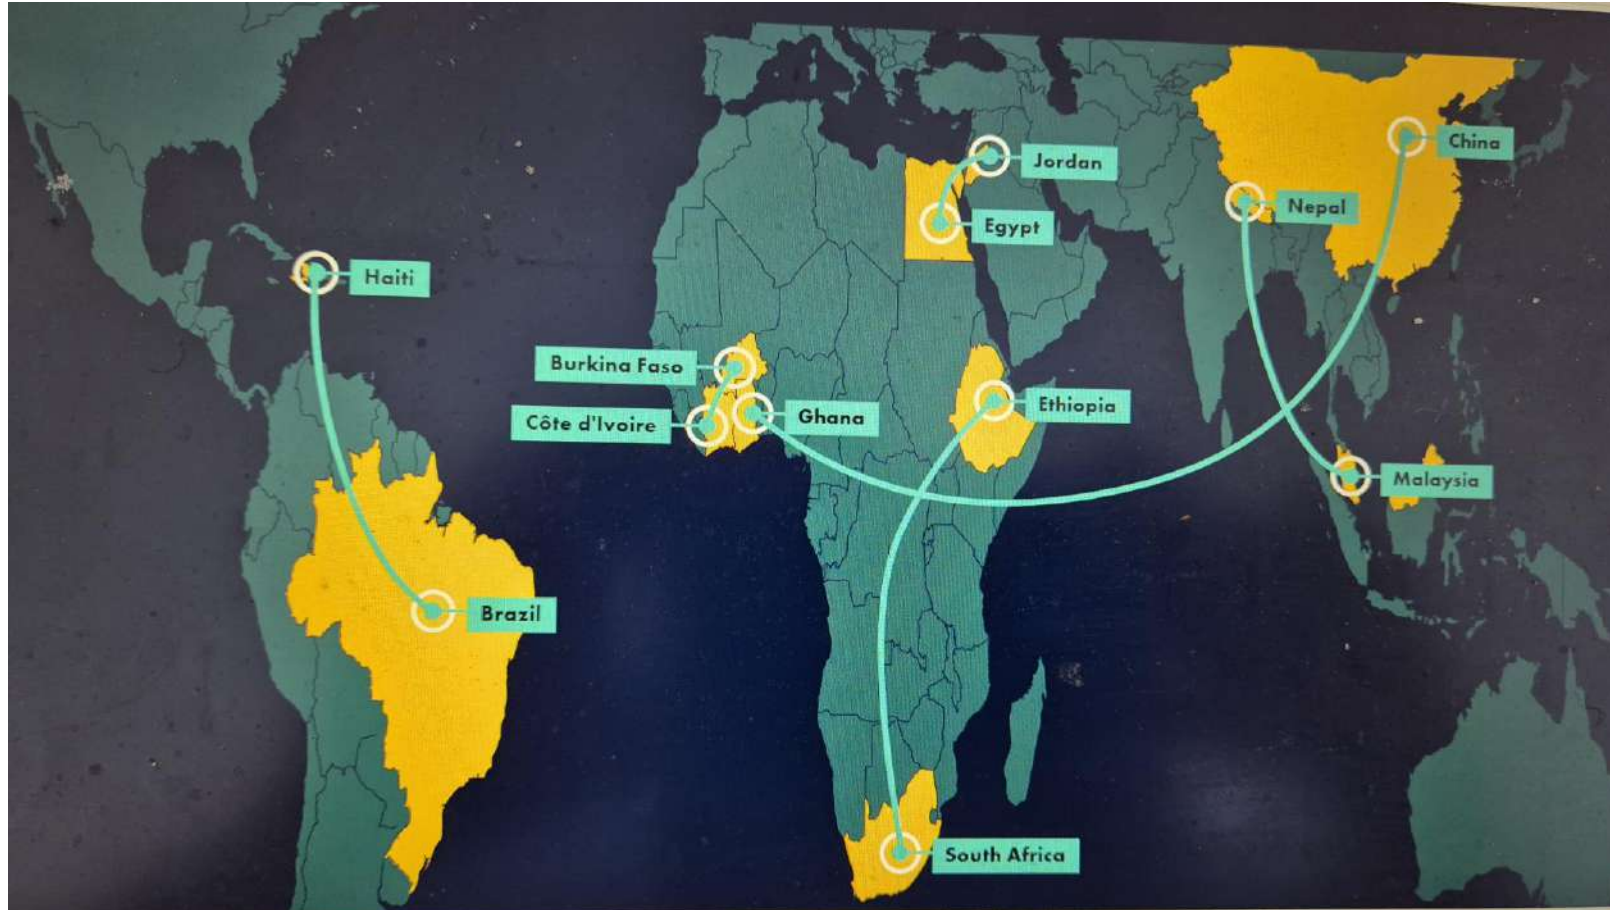 China
Jordan
Nepal
Egypt
Haiti
Burkina Faso
Ethiopia
Ghana
Côte d'Ivoire
Malaysia
Brazil
South Africa